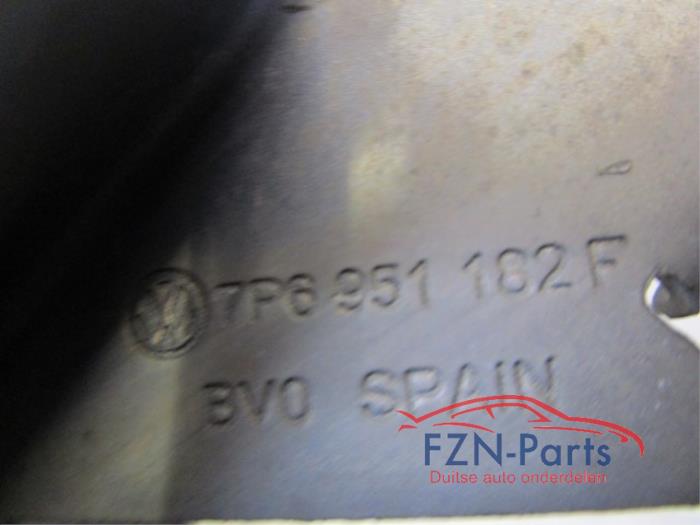 7P6 951 182 F
BV0 SPAIN
FZN-Parts
Duitse auto onderdelen